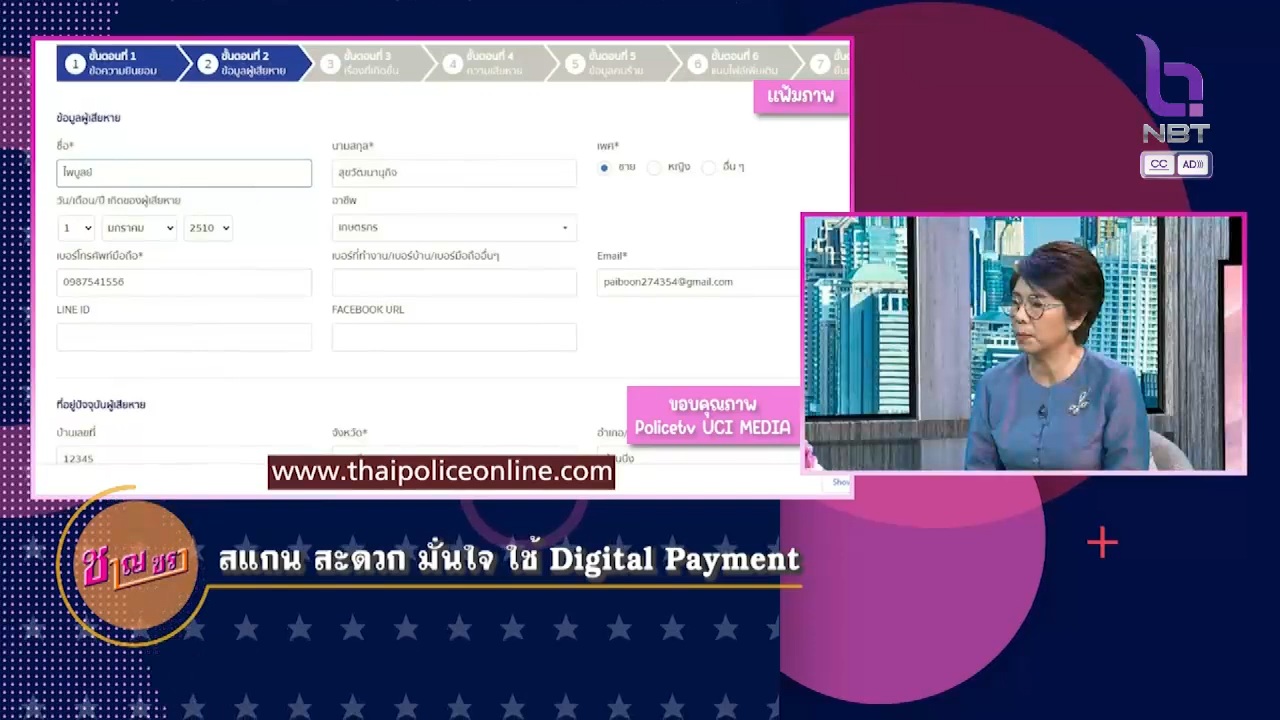 1 ขั้นตอนที่ 1 ข้อความยินยอม
2 ขั้นตอนที่ 2 ข้อมูลผู้เสียหาย
3 ขั้นตอนที่ 3 เรื่องที่เกิดขึ้น
4 ขั้นตอนที่ 4 ความเสียหาย
5 ขั้นตอนที่ 5 ข้อมูลคนร้าย
6 ขั้นตอนที่ 6 แนบไฟล์เพิ่มเติม
7
แฟ้มภาพ
NBT
CC AD
ข้อมูลผู้เสียหาย
ชื่อ* นามสกุล* เพศ*
ไพบูลย์ สุขวัฒนานุกิจ ชาย หญิง อื่น ๆ
วัน/เดือน/ปี เกิดของผู้เสียหาย อาชีพ
1 มกราคม 2510 เกษตรกร
เบอร์โทรศัพท์มือถือ* เบอร์ที่ทำงาน/เบอร์บ้าน/เบอร์มือถืออื่นๆ Email*
0987541556 paiboon274354@gmail.com
LINE ID FACEBOOK URL
ที่อยู่ปัจจุบันผู้เสียหาย
บ้านเลขที่ จังหวัด*
12345
ขอบคุณภาพ
Policetv UCI MEDIA
www.thaipoliceonline.com
ชาญชรา
สแกน สะดวก มั่นใจ ใช้ Digital Payment